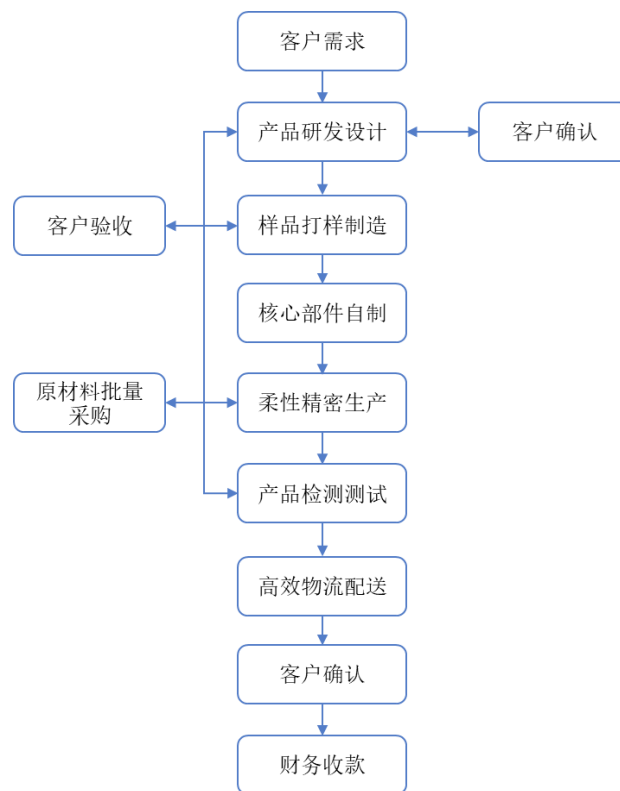 客户需求
产品研发设计
客户确认
客户验收
样品打样制造
核心部件自制
原材料批量
采购
柔性精密生产
产品检测测试
高效物流配送
客户确认
财务收款